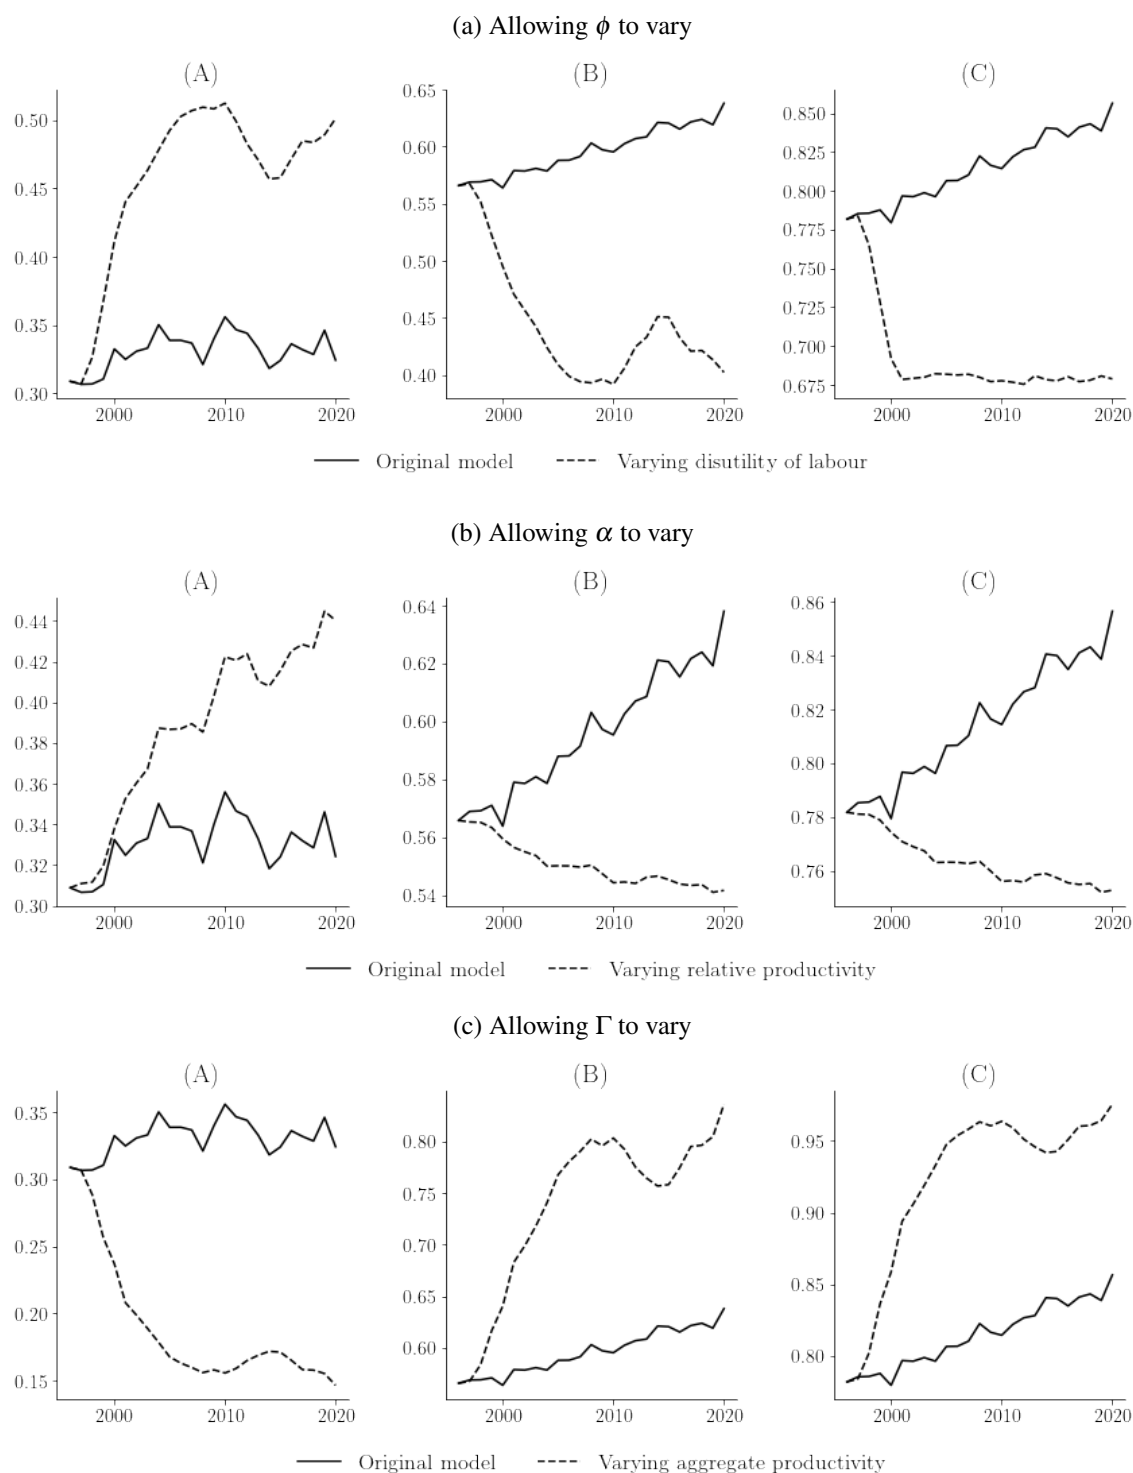 (a) Allowing ϕ to vary
(A) (B) (C)
0.50
0.45
0.40
0.35
0.30
2000 2010 2020
0.65
0.60
0.55
0.50
0.45
0.40
2000 2010 2020
0.850
0.825
0.800
0.775
0.750
0.725
0.700
0.675
2000 2010 2020
Original model Varying disutility of labour
(b) Allowing α to vary
(A) (B) (C)
0.44
0.42
0.40
0.38
0.36
0.34
0.32
0.30
2000 2010 2020
0.64
0.62
0.60
0.58
0.56
0.54
2000 2010 2020
0.86
0.84
0.82
0.80
0.78
0.76
2000 2010 2020
Original model Varying relative productivity
(c) Allowing Γ to vary
(A) (B) (C)
0.35
0.30
0.25
0.20
0.15
2000 2010 2020
0.80
0.75
0.70
0.65
0.60
2000 2010 2020
0.95
0.90
0.85
0.80
2000 2010 2020
Original model Varying aggregate productivity